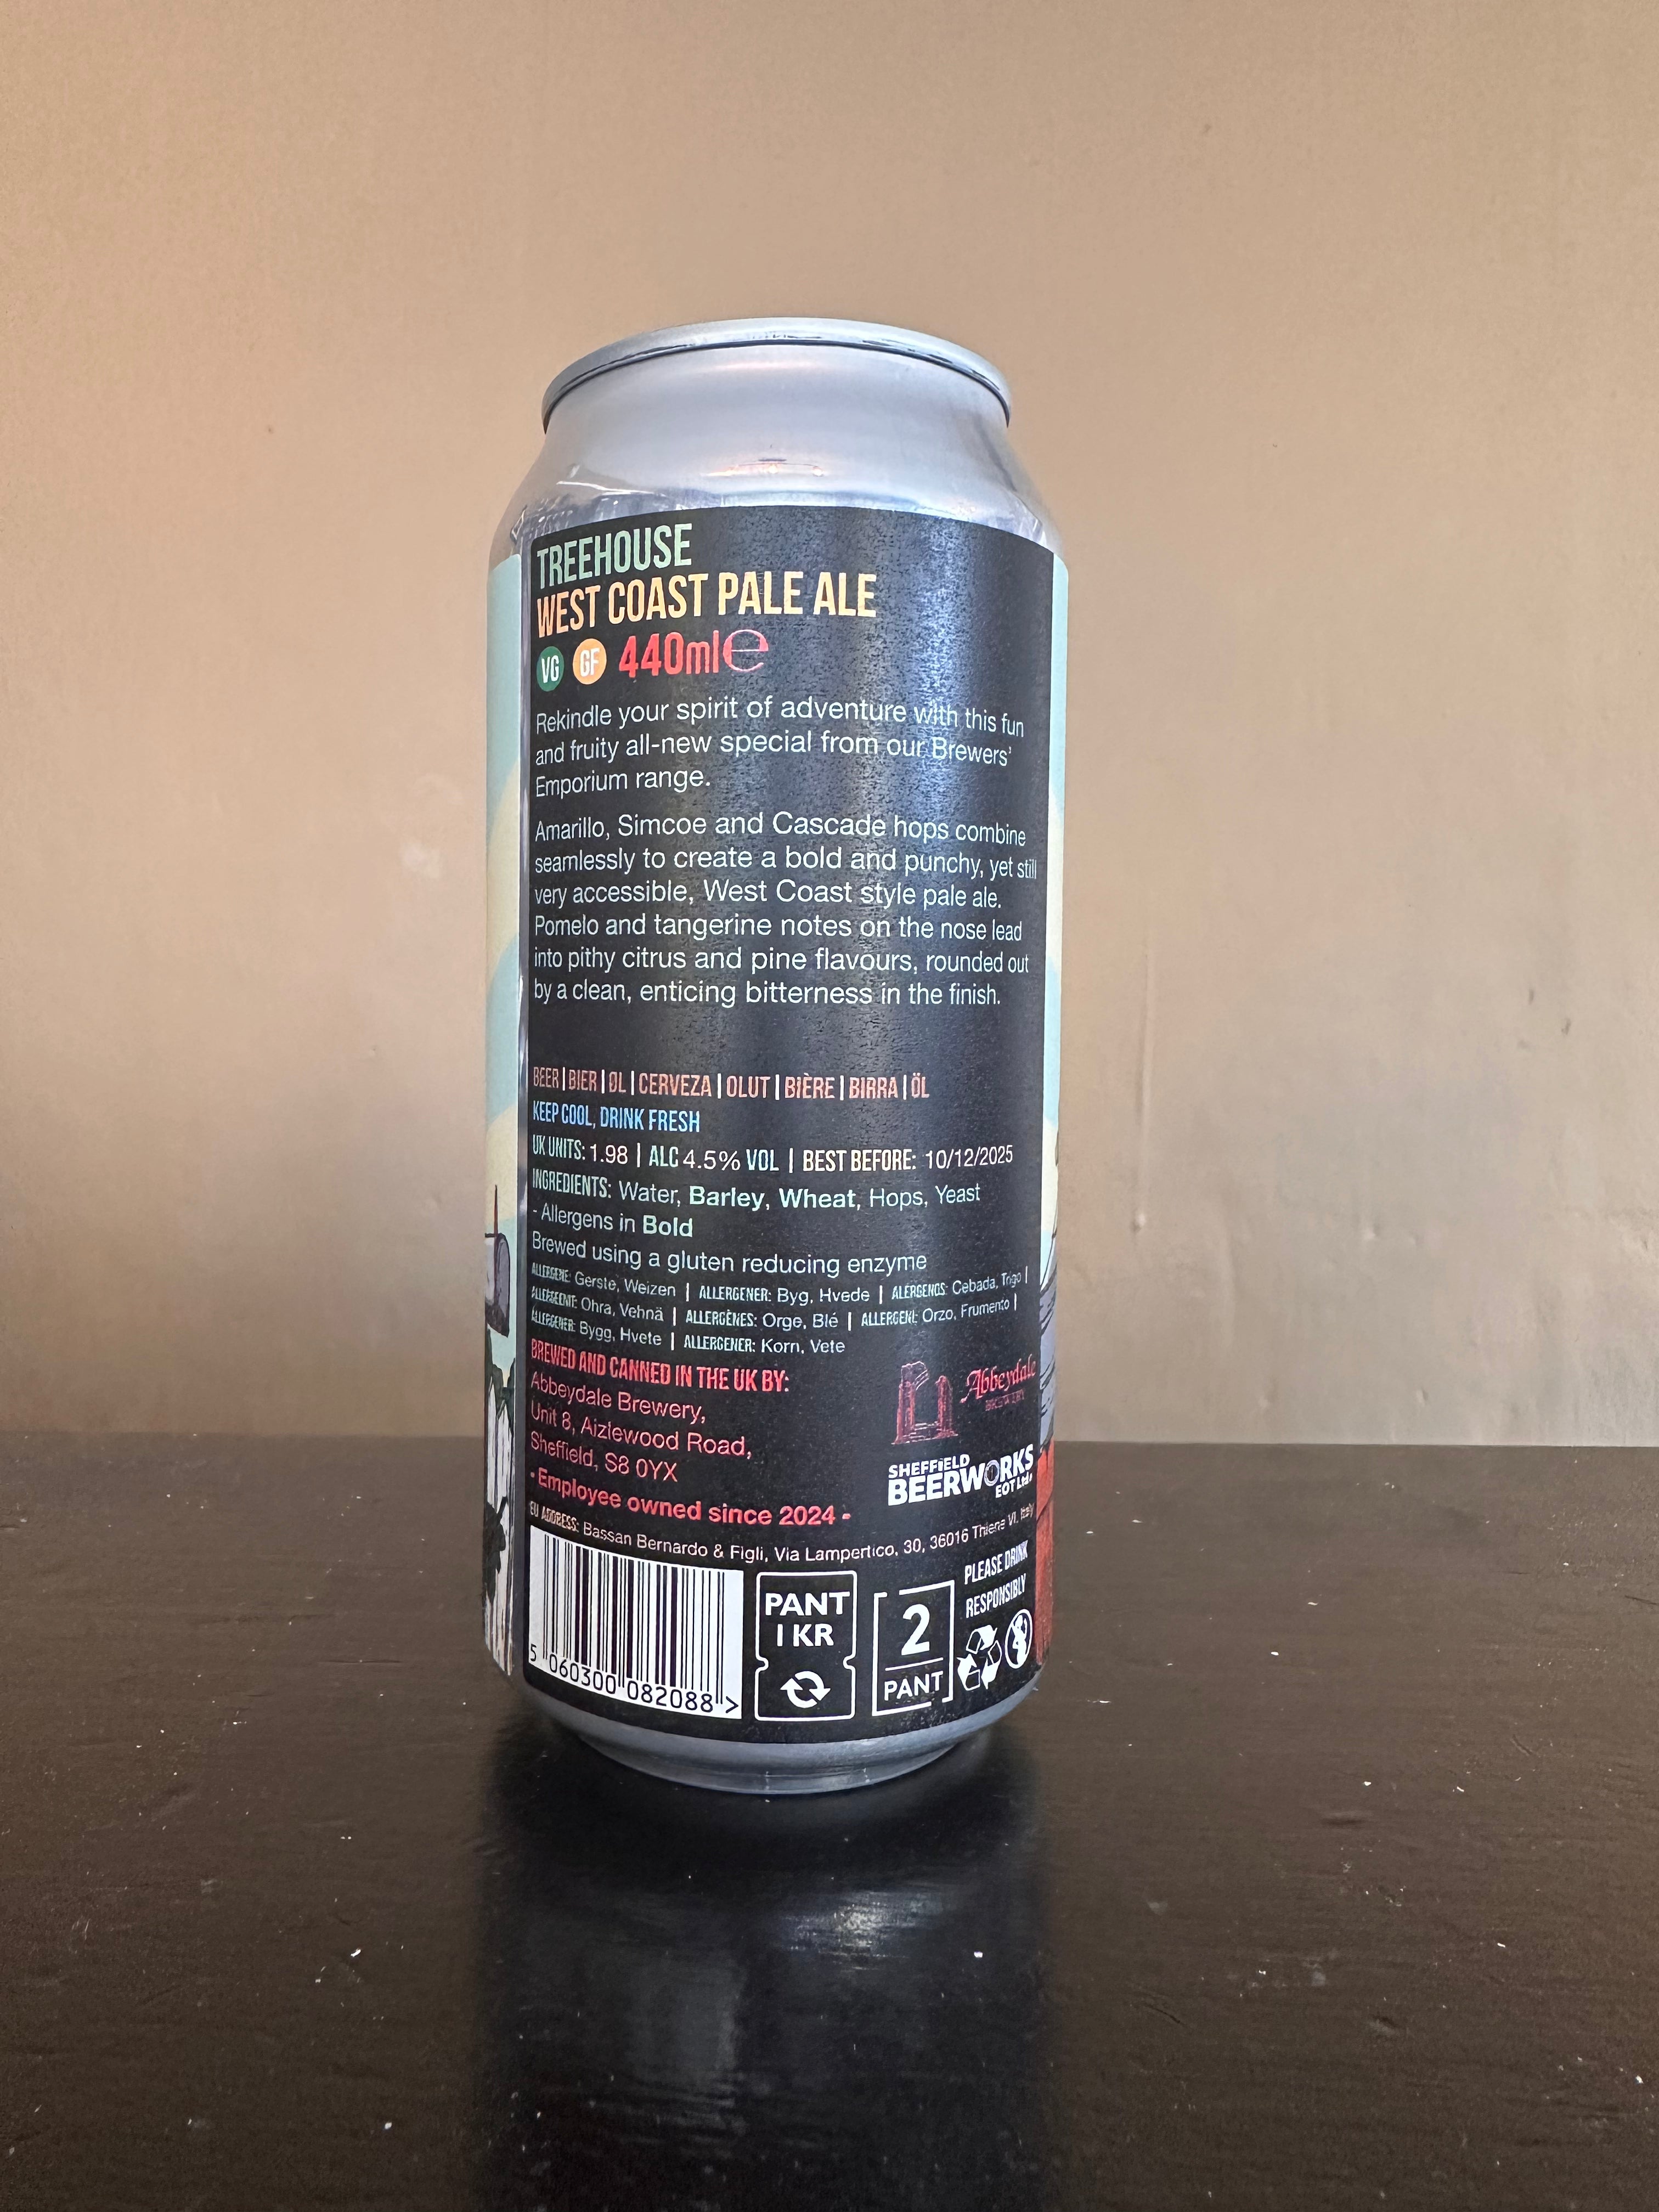 TREEHOUSE
WEST COAST PALE ALE
VG GF 440ml℮
Rekindle your spirit of adventure with this fun
and fruity all-new special from our Brewers'
Emporium range.
Amarillo, Simcoe and Cascade hops combine
seamlessly to create a bold and punchy, yet still
very accessible, West Coast style pale ale.
Pomelo and tangerine notes on the nose lead
into pithy citrus and pine flavours, rounded out
by a clean, enticing bitterness in the finish.
BEER | BIER | ØL | CERVEZA | OLUT | BIÈRE | BIRRA | ÖL
KEEP COOL, DRINK FRESH
UK UNITS: 1.98 | ALC 4.5% VOL | BEST BEFORE: 10/12/2025
INGREDIENTS: Water, Barley, Wheat, Hops, Yeast
- Allergens in Bold
Brewed using a gluten reducing enzyme
ALLERGENE: Gerste, Weizen | ALLERGENER: Byg, Hvede | ALÉRGENOS: Cebada, Trigo |
ALLERGEENIT: Ohra, Vehnä | ALLERGÈNES: Orge, Blé | ALLERGENI: Orzo, Frumento |
ALLERGENER: Bygg, Hvete | ALLERGENER: Korn, Vete
BREWED AND CANNED IN THE UK BY:
Abbeydale Brewery,
Unit 8, Aizlewood Road,
Sheffield, S8 0YX
- Employee owned since 2024 -
Abbeydale
BREWERY
SHEFFIELD
BEERWORKS
EOT Ltd.
EU ADDRESS: Bassan Bernardo & Figli, Via Lampertico, 30, 36016 Thiene VI, Italy
5 060300 082088 >
PANT
1 KR
2
PANT
PLEASE DRINK
RESPONSIBLY